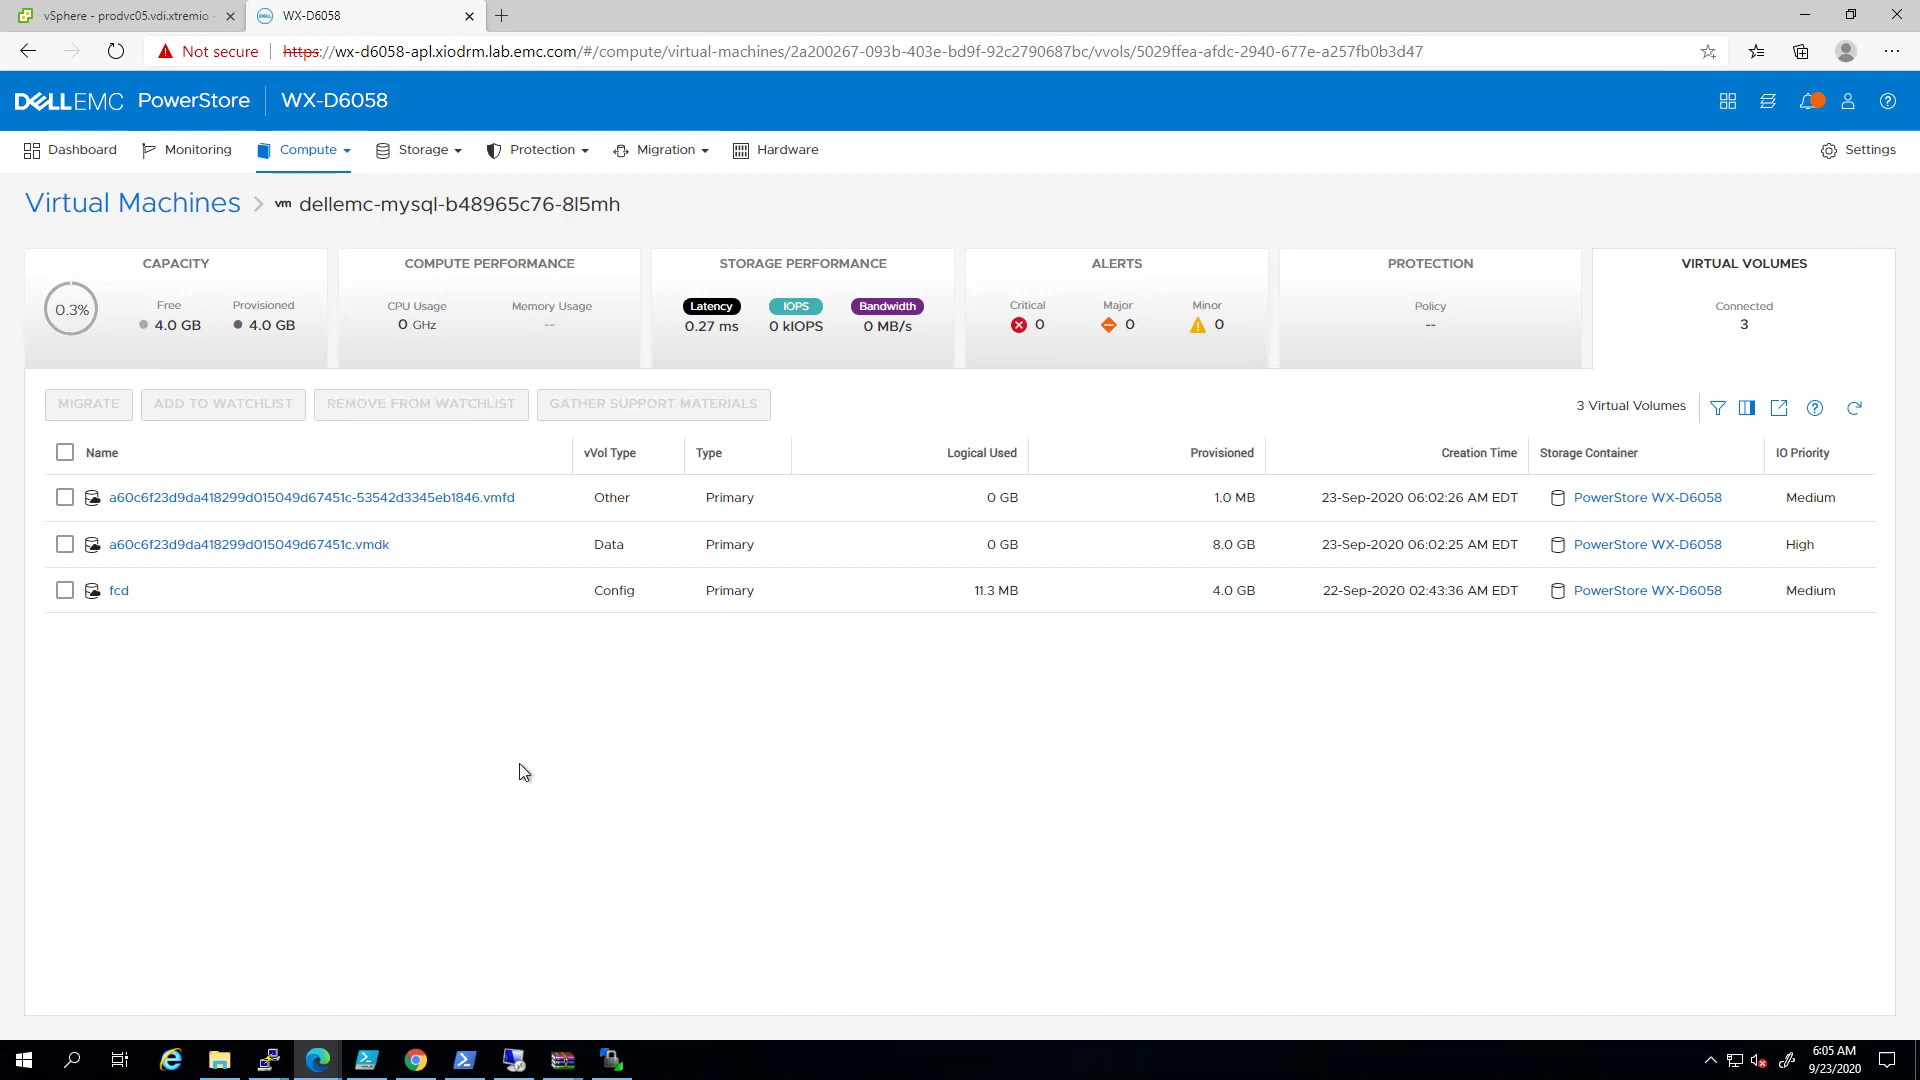 vSphere - prodvc05.vdi.xtremio
WX-D6058
Not secure
https://wx-d6058-apl.xiodrm.lab.emc.com/#/compute/virtual-machines/2a200267-093b-403e-bd9f-92c2790687bc/vvols/5029ffea-afdc-2940-677e-a257fb0b3d47
DELLEMC PowerStore WX-D6058
Dashboard Monitoring Compute Storage Protection Migration Hardware Settings
Virtual Machines > vm dellemc-mysql-b48965c76-8l5mh
CAPACITY COMPUTE PERFORMANCE STORAGE PERFORMANCE ALERTS PROTECTION VIRTUAL VOLUMES
0.3% Free Provisioned CPU Usage Memory Usage Latency IOPS Bandwidth Critical Major Minor Policy Connected
4.0 GB 4.0 GB 0 GHz -- 0.27 ms 0 kIOPS 0 MB/s 0 0 0 -- 3
MIGRATE ADD TO WATCHLIST REMOVE FROM WATCHLIST GATHER SUPPORT MATERIALS 3 Virtual Volumes
Name vVol Type Type Logical Used Provisioned Creation Time Storage Container IO Priority
a60c6f23d9da418299d015049d67451c-53542d3345eb1846.vmfd Other Primary 0 GB 1.0 MB 23-Sep-2020 06:02:26 AM EDT PowerStore WX-D6058 Medium
a60c6f23d9da418299d015049d67451c.vmdk Data Primary 0 GB 8.0 GB 23-Sep-2020 06:02:25 AM EDT PowerStore WX-D6058 High
fcd Config Primary 11.3 MB 4.0 GB 22-Sep-2020 02:43:36 AM EDT PowerStore WX-D6058 Medium
6:05 AM
9/23/2020